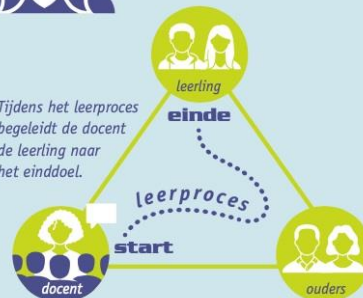 leerling
einde
Tijdens het leerproces
begeleidt de docent
de leerling naar
het einddoel.
leerproces
start
docent
ouders